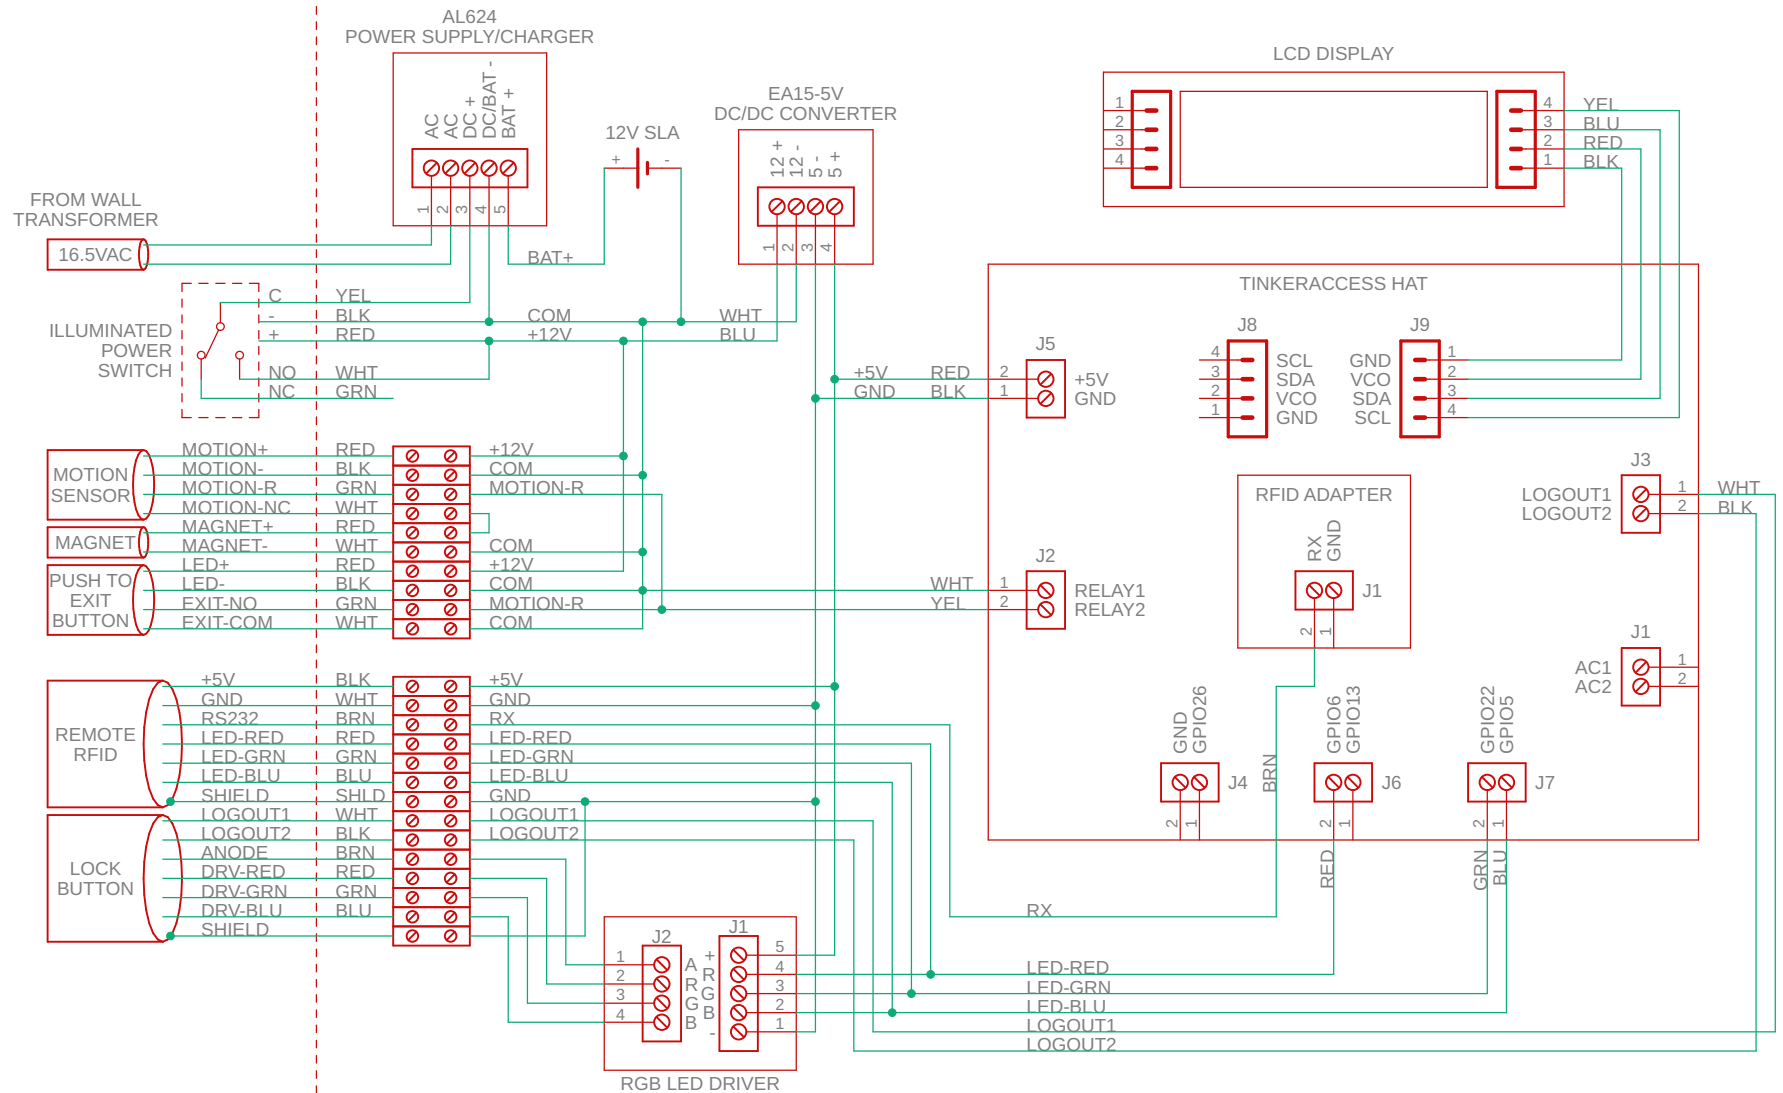 AL624
POWER SUPPLY/CHARGER
AC
AC
DC +
DC/BAT -
BAT +
1
2
3
4
5
12V SLA
+
-
EA15-5V
DC/DC CONVERTER
12 +
12 -
5 -
5 +
1
2
3
4
LCD DISPLAY
1
2
3
4
4
3
2
1
YEL
BLU
RED
BLK
FROM WALL
TRANSFORMER
16.5VAC
BAT+
ILLUMINATED
POWER
SWITCH
C
-
+
NO
NC
YEL
BLK
RED
WHT
GRN
COM
+12V
WHT
BLU
TINKERACCESS HAT
J5
2
1
+5V
GND
+5V
GND
RED
BLK
J8
4
3
2
1
SCL
SDA
VCO
GND
J9
GND
VCO
SDA
SCL
1
2
3
4
MOTION
SENSOR
MOTION+ RED +12V
MOTION- BLK COM
MOTION-R GRN MOTION-R
MOTION-NC WHT
MAGNET
MAGNET+ RED
MAGNET- WHT COM
PUSH TO
EXIT
BUTTON
LED+ RED +12V
LED- BLK COM
EXIT-NO GRN MOTION-R
EXIT-COM WHT COM
WHT
YEL
J2
1
2
RELAY1
RELAY2
RFID ADAPTER
RX
GND
J1
2
1
J3
LOGOUT1
LOGOUT2
1
2
WHT
BLK
J1
AC1
AC2
1
2
REMOTE
RFID
+5V BLK +5V
GND WHT GND
RS232 BRN RX
LED-RED RED LED-RED
LED-GRN GRN LED-GRN
LED-BLU BLU LED-BLU
SHIELD SHLD GND
LOCK
BUTTON
LOGOUT1 WHT LOGOUT1
LOGOUT2 BLK LOGOUT2
ANODE BRN
DRV-RED RED
DRV-GRN GRN
DRV-BLU BLU
SHIELD
GND
GPIO26
J4
2
1
BRN
GPIO6
GPIO13
J6
2
1
RED
GPIO22
GPIO5
J7
2
1
GRN
BLU
RX
J2
1
2
3
4
A
R
G
B
J1
+
R
G
B
-
5
4
3
2
1
RGB LED DRIVER
LED-RED
LED-GRN
LED-BLU
LOGOUT1
LOGOUT2